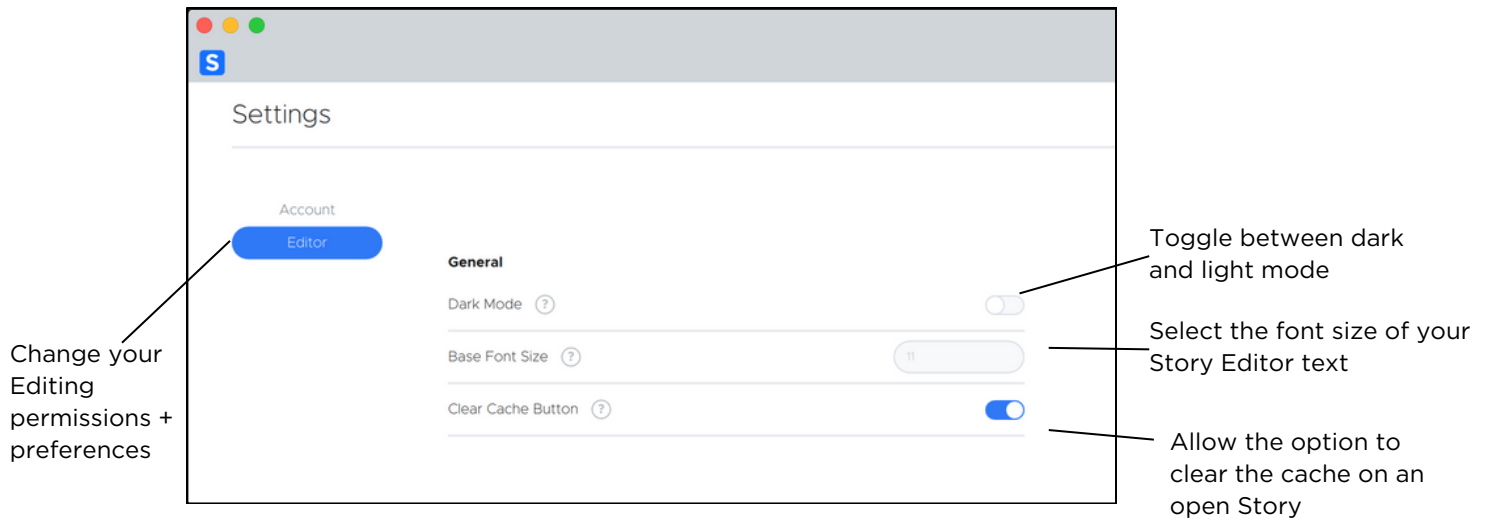 S
Settings
Account
Editor
General
Dark Mode ?
Base Font Size ? 11
Clear Cache Button ?
Change your
Editing
permissions +
preferences
Toggle between dark
and light mode
Select the font size of your
Story Editor text
Allow the option to
clear the cache on an
open Story